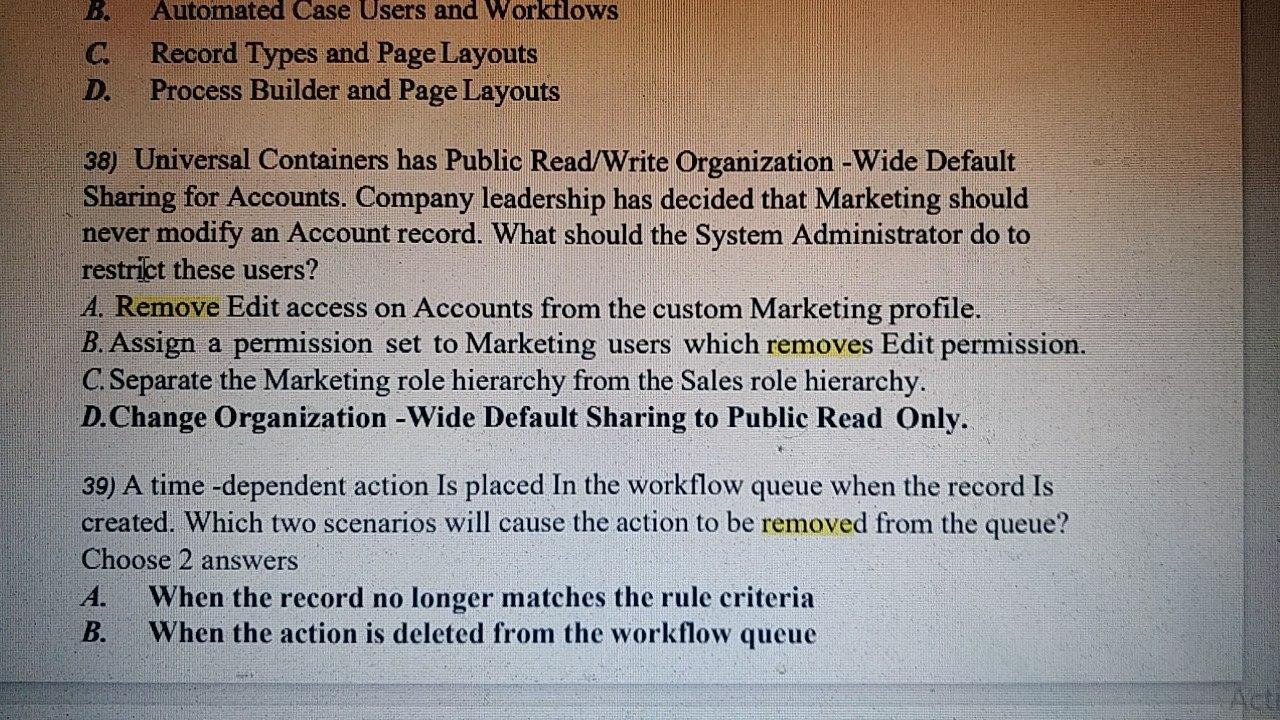 B. Automated Case Users and Workflows
C. Record Types and Page Layouts
D. Process Builder and Page Layouts
38) Universal Containers has Public Read/Write Organization -Wide Default
Sharing for Accounts. Company leadership has decided that Marketing should
never modify an Account record. What should the System Administrator do to
restrict these users?
A. Remove Edit access on Accounts from the custom Marketing profile.
B. Assign a permission set to Marketing users which removes Edit permission.
C. Separate the Marketing role hierarchy from the Sales role hierarchy.
D.Change Organization -Wide Default Sharing to Public Read Only.
39) A time -dependent action Is placed In the workflow queue when the record Is
created. Which two scenarios will cause the action to be removed from the queue?
Choose 2 answers
A. When the record no longer matches the rule criteria
B. When the action is deleted from the workflow queue
Act